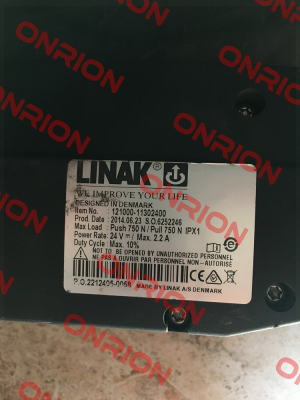 ONRION
ONRION
ONRION
LINAK®
WE IMPROVE YOUR LIFE
DESIGNED IN DENMARK
Item No : 121000-11302400
Prod. Date : 2014.06.23 S.O.6252246
Max Load : Push 750 N / Pull 750 N IPX1
Power Rate : 24 V ⎓ / Max. 2.2 A
Duty Cycle : Max. 10%
NOT TO BE OPENED BY UNAUTHORIZED PERSONNEL
NE PAS OUVRIR PAR PERSONNEL NON-AUTORISE
P.O.2212405-0068 MADE BY LINAK A/S DENMARK
ONRION
ONRION